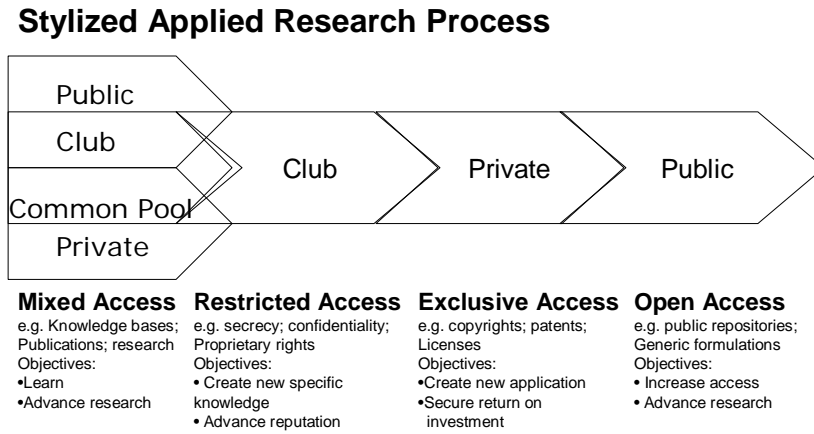 Stylized Applied Research Process
Public
Club
Common Pool
Private
Club
Private
Public
Mixed Access
e.g. Knowledge bases;
Publications; research
Objectives:
•Learn
•Advance research
Restricted Access
e.g. secrecy; confidentiality;
Proprietary rights
Objectives:
• Create new specific
knowledge
• Advance reputation
Exclusive Access
e.g. copyrights; patents;
Licenses
Objectives:
•Create new application
•Secure return on
investment
Open Access
e.g. public repositories;
Generic formulations
Objectives:
• Increase access
• Advance research